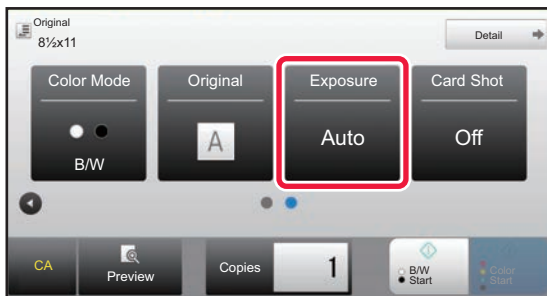 Original
8½x11
Detail
Color Mode
Original
Exposure
Card Shot
B/W
A
Auto
Off
CA
Preview
Copies
1
B/W
Start
Color
Start